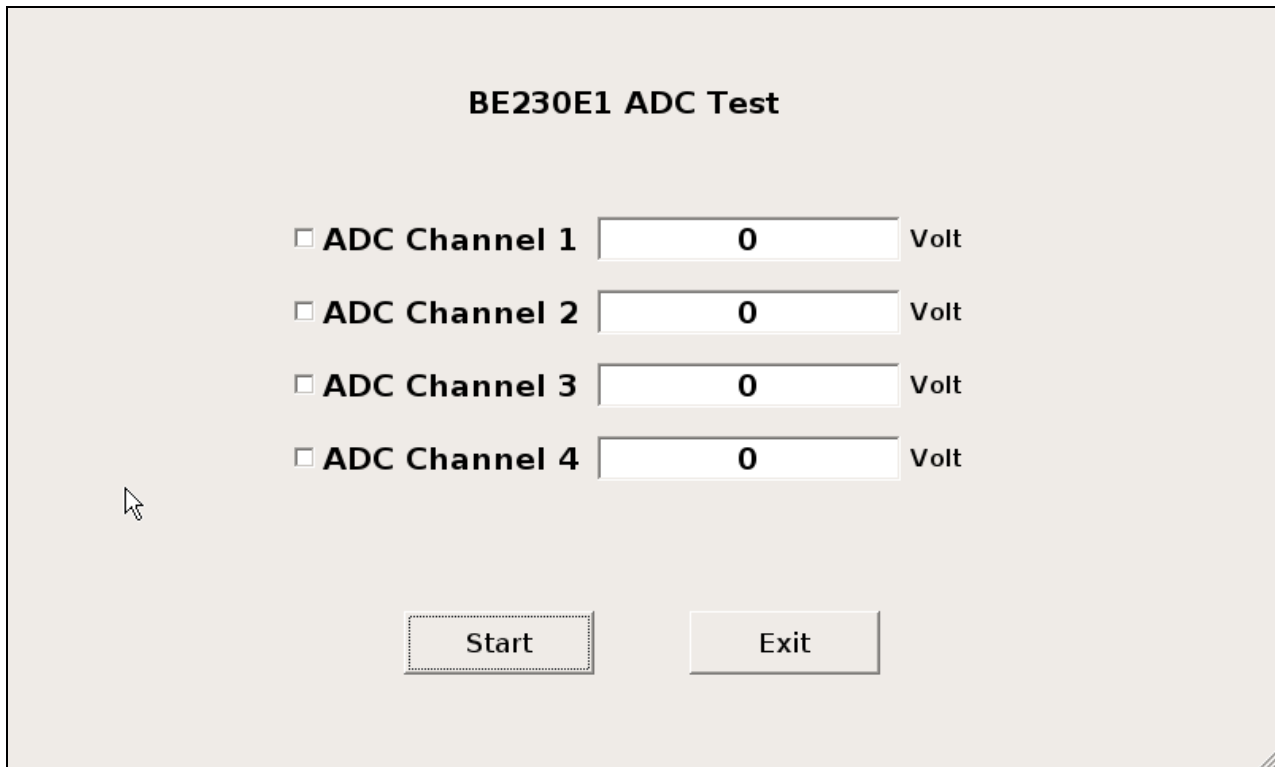 BE230E1 ADC Test
ADC Channel 1 0 Volt
ADC Channel 2 0 Volt
ADC Channel 3 0 Volt
ADC Channel 4 0 Volt
Start Exit